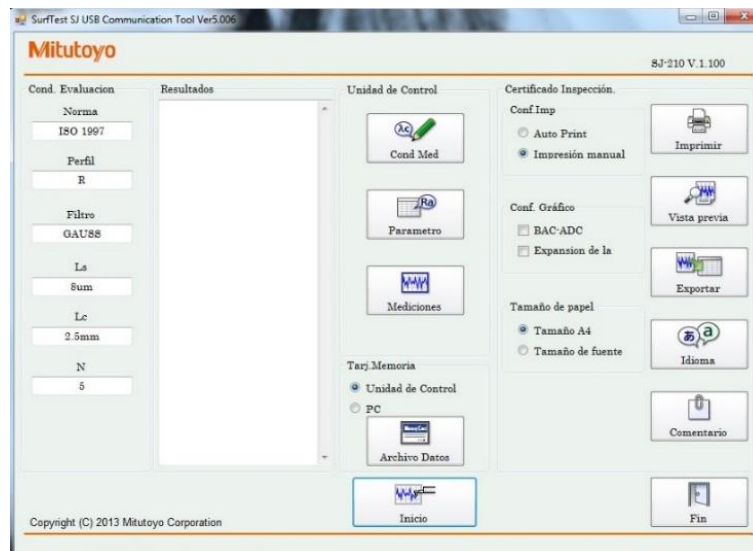 SurfTest SJ USB Communication Tool Ver5.006
Mitutoyo
SJ-210 V.1.100
Cond. Evaluacion
Norma
ISO 1997
Perfil
R
Filtro
GAUSS
Ls
8um
Lc
2.5mm
N
5
Resultados
Unidad de Control
Cond Med
Parametro
Mediciones
Tarj.Memoria
Unidad de Control
PC
Archivo Datos
Inicio
Certificado Inspección.
Conf.Imp
Auto Print
Impresión manual
Conf. Gráfico
BAC-ADC
Expansion de la
Tamaño de papel
Tamaño A4
Tamaño de fuente
Imprimir
Vista previa
Exportar
Idioma
Comentario
Fin
Copyright (C) 2013 Mitutoyo Corporation